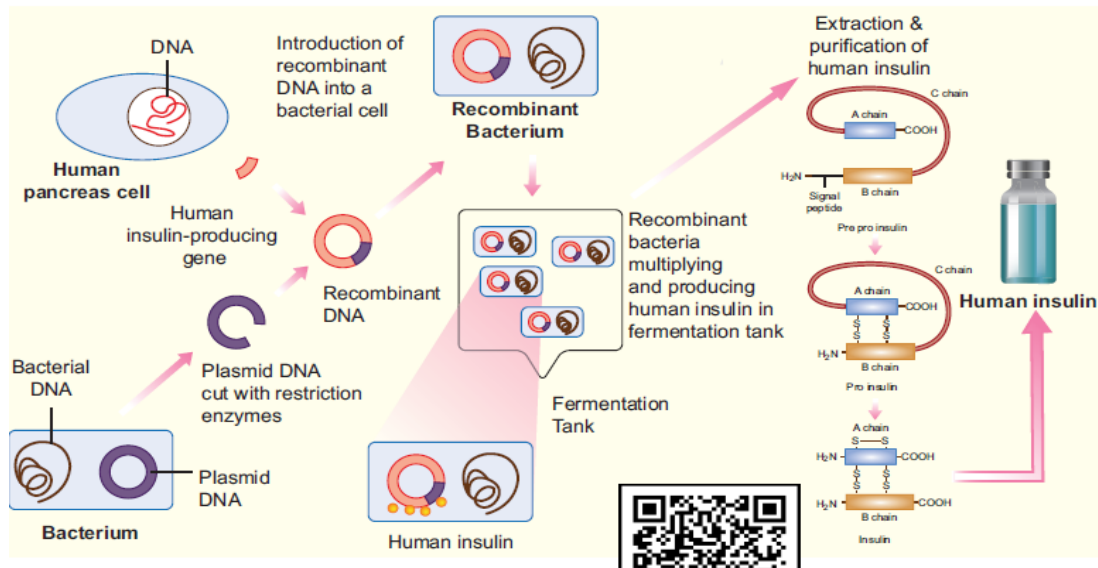 DNA
Human
pancreas cell
Human
insulin-producing
gene
Introduction of
recombinant
DNA into a
bacterial cell
Recombinant
Bacterium
Recombinant
DNA
Plasmid DNA
cut with restriction
enzymes
Bacterial
DNA
Plasmid
DNA
Bacterium
Recombinant
bacteria
multiplying
and producing
human insulin in
fermentation tank
Fermentation
Tank
Human insulin
Extraction &
purification of
human insulin
C chain
A chain
COOH
H₂N
B chain
Signal
peptide
Pre pro insulin
C chain
A chain
COOH
S S
S S
H₂N
B chain
Pro insulin
A chain
S S
H₂N COOH
S S
S S
H₂N COOH
B chain
Insulin
Human insulin